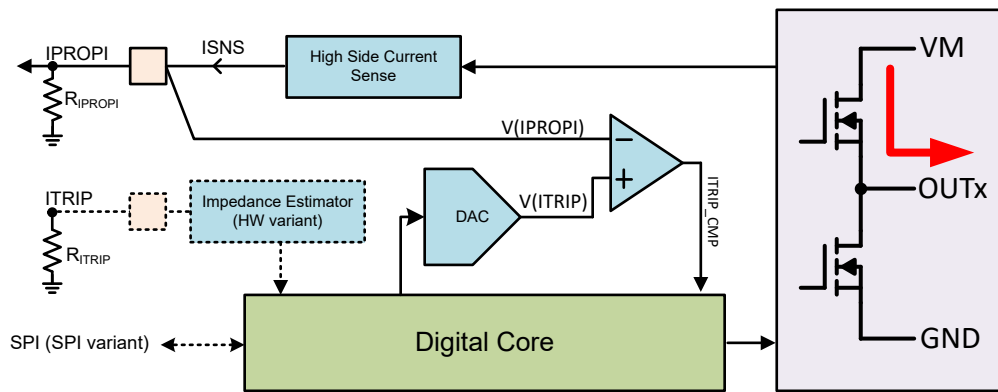 IPROPI
ISNS
High Side Current
Sense
VM
RIPROPI
V(IPROPI)
−
+
OUTx
ITRIP
Impedance Estimator
(HW variant)
DAC
V(ITRIP)
ITRIP_CMP
RITRIP
SPI (SPI variant)
Digital Core
GND